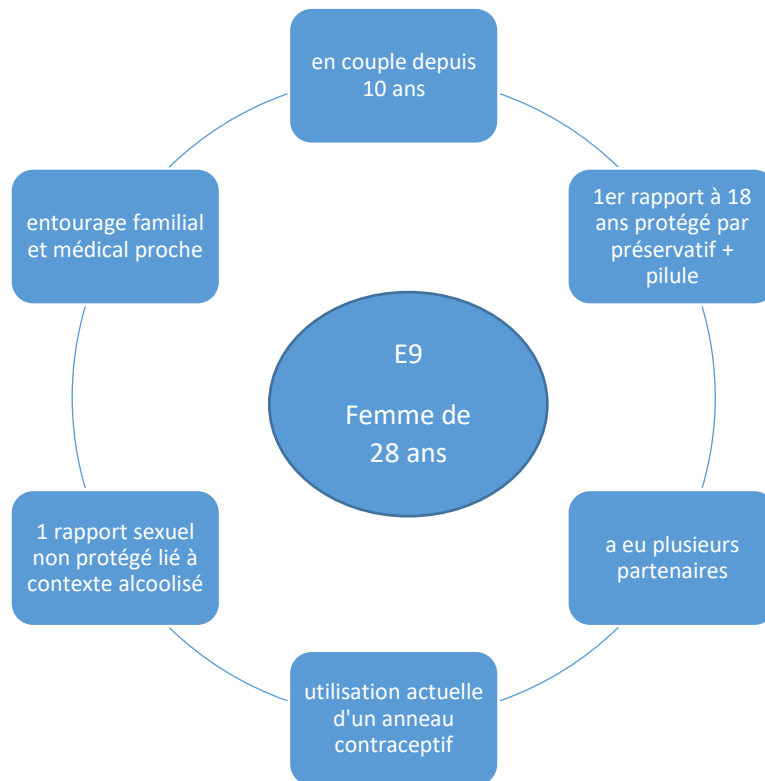 en couple depuis
10 ans
1er rapport à 18
ans protégé par
préservatif +
pilule
a eu plusieurs
partenaires
utilisation actuelle
d'un anneau
contraceptif
1 rapport sexuel
non protégé lié à
contexte alcoolisé
entourage familial
et médical proche
E9
Femme de
28 ans